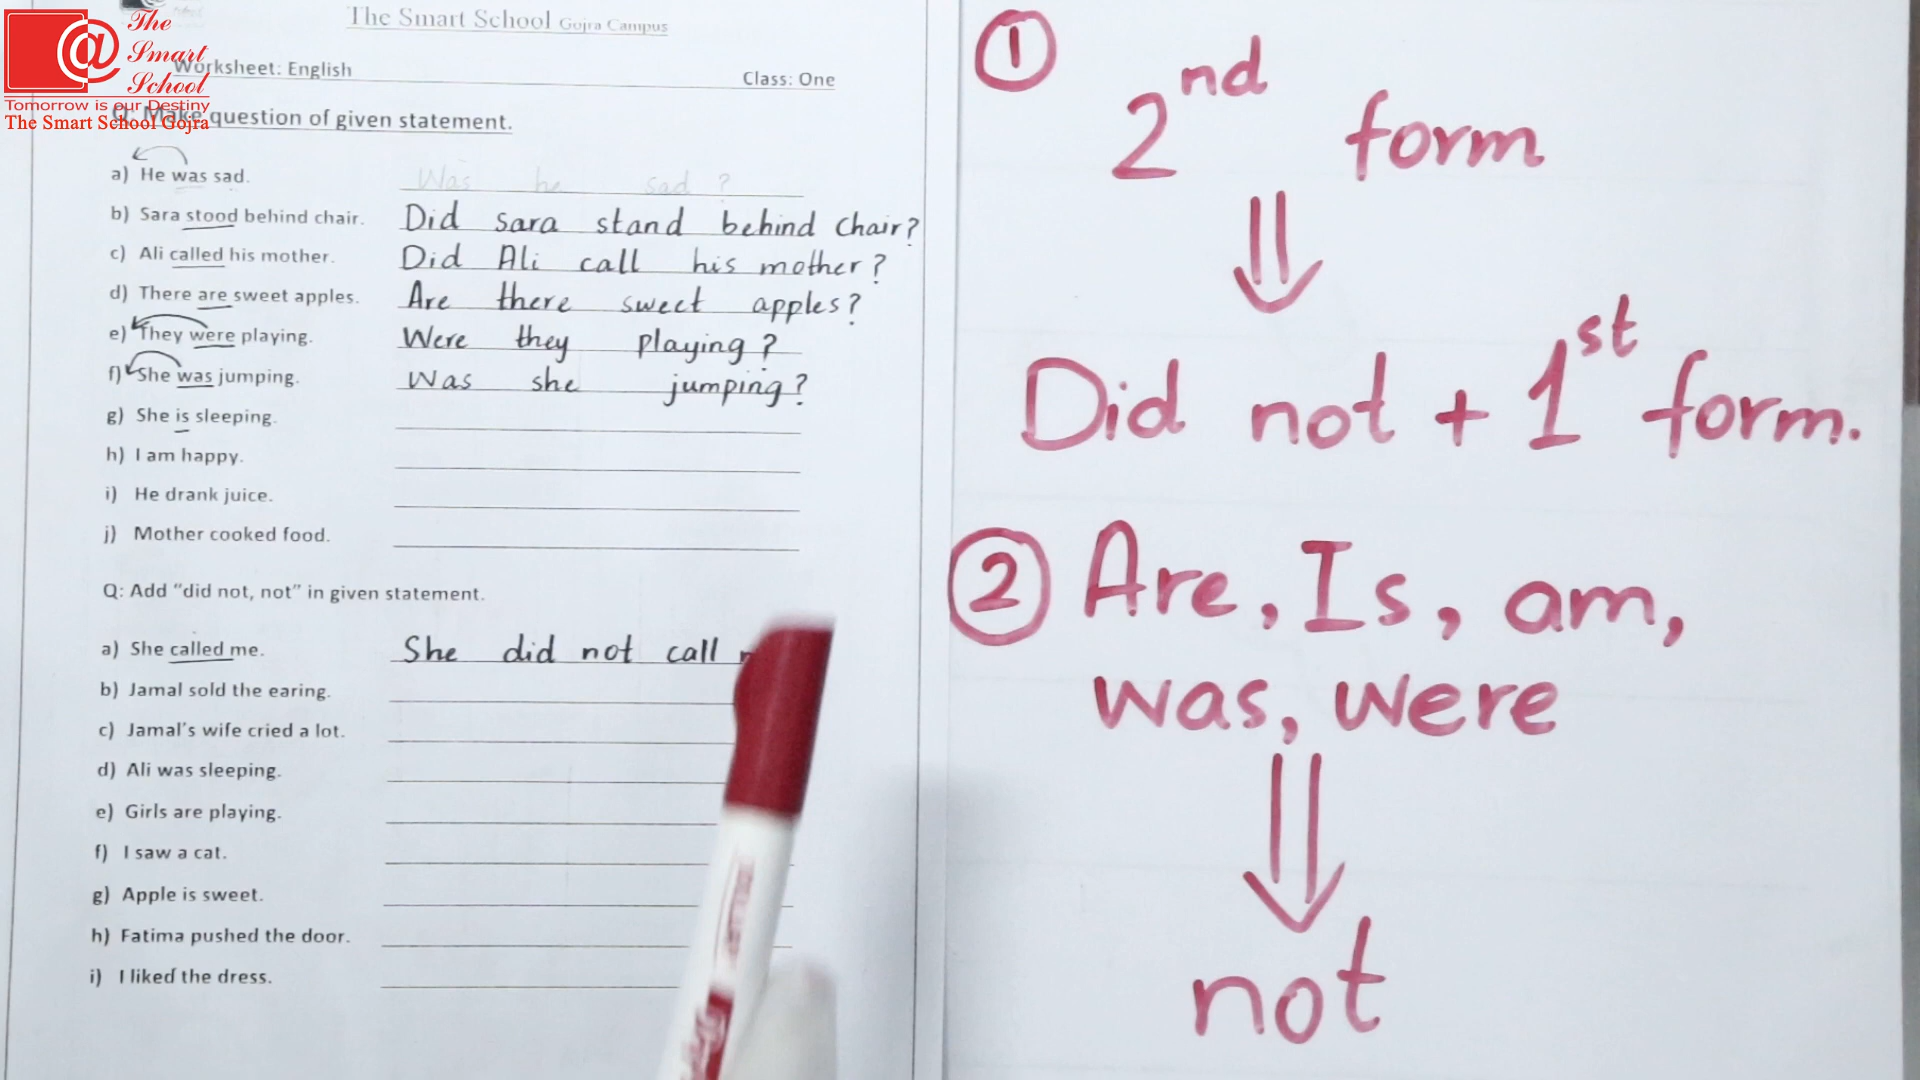 The Smart School Gojra Campus
The
Smart
School
Tomorrow is our Destiny
The Smart School Gojra
Worksheet: English
Class: One
Q: Make question of given statement.
a) He was sad. Was he sad ?
b) Sara stood behind chair. Did sara stand behind Chair?
c) Ali called his mother. Did Ali call his mother ?
d) There are sweet apples. Are there sweet apples?
e) They were playing. Were they playing ?
f) She was jumping. Was she jumping ?
g) She is sleeping.
h) I am happy.
i) He drank juice.
j) Mother cooked food.
Q: Add “did not, not” in given statement.
a) She called me. She did not call
b) Jamal sold the earing.
c) Jamal's wife cried a lot.
d) Ali was sleeping.
e) Girls are playing.
f) I saw a cat.
g) Apple is sweet.
h) Fatima pushed the door.
i) I liked the dress.
1
2nd form
Did not + 1st form.
2 Are, Is, am,
was, were
not